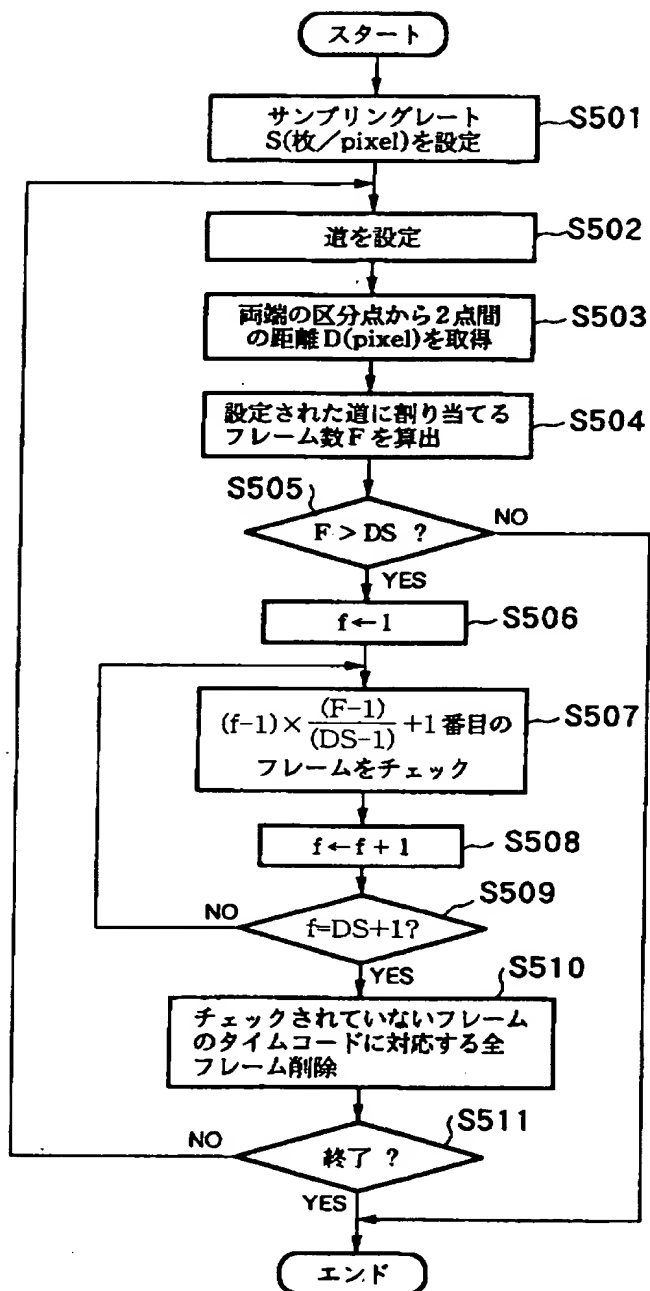 スタート
サンプリングレート
S(枚／pixel)を設定
S501
道を設定
S502
両端の区分点から2点間
の距離D(pixel)を取得
S503
設定された道に割り当てる
フレーム数Fを算出
S504
S505
F > DS ?
NO
YES
f←1
S506
(f-1)×(F-1)/(DS-1)+1番目の
フレームをチェック
S507
f←f+1
S508
S509
NO
f=DS+1?
YES
S510
チェックされていないフレーム
のタイムコードに対応する全
フレーム削除
S511
NO
終了 ?
YES
エンド